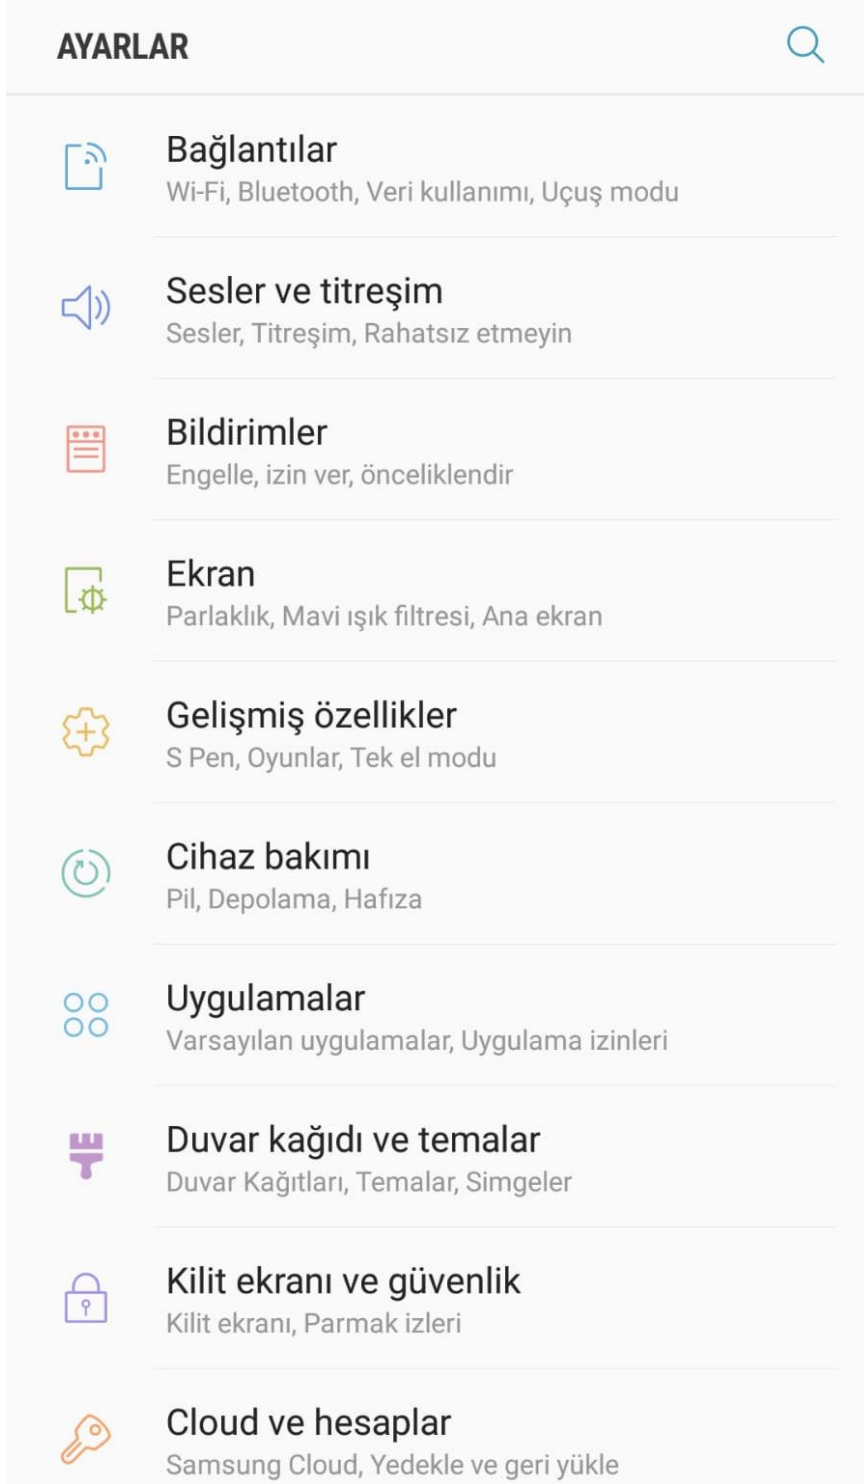 AYARLAR
Bağlantılar
Wi-Fi, Bluetooth, Veri kullanımı, Uçuş modu
Sesler ve titreşim
Sesler, Titreşim, Rahatsız etmeyin
Bildirimler
Engelle, izin ver, önceliklendir
Ekran
Parlaklık, Mavi ışık filtresi, Ana ekran
Gelişmiş özellikler
S Pen, Oyunlar, Tek el modu
Cihaz bakımı
Pil, Depolama, Hafıza
Uygulamalar
Varsayılan uygulamalar, Uygulama izinleri
Duvar kağıdı ve temalar
Duvar Kağıtları, Temalar, Simgeler
Kilit ekranı ve güvenlik
Kilit ekranı, Parmak izleri
Cloud ve hesaplar
Samsung Cloud, Yedekle ve geri yükle